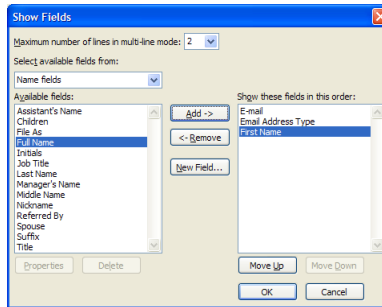 Show Fields
Maximum number of lines in multi-line mode: 2
Select available fields from:
Name fields
Available fields:
Assistant's Name
Children
File As
Full Name
Initials
Job Title
Last Name
Manager's Name
Middle Name
Nickname
Referred By
Spouse
Suffix
Title
Properties
Delete
Add ->
<- Remove
New Field...
Show these fields in this order:
E-mail
Email Address Type
First Name
Move Up
Move Down
OK
Cancel